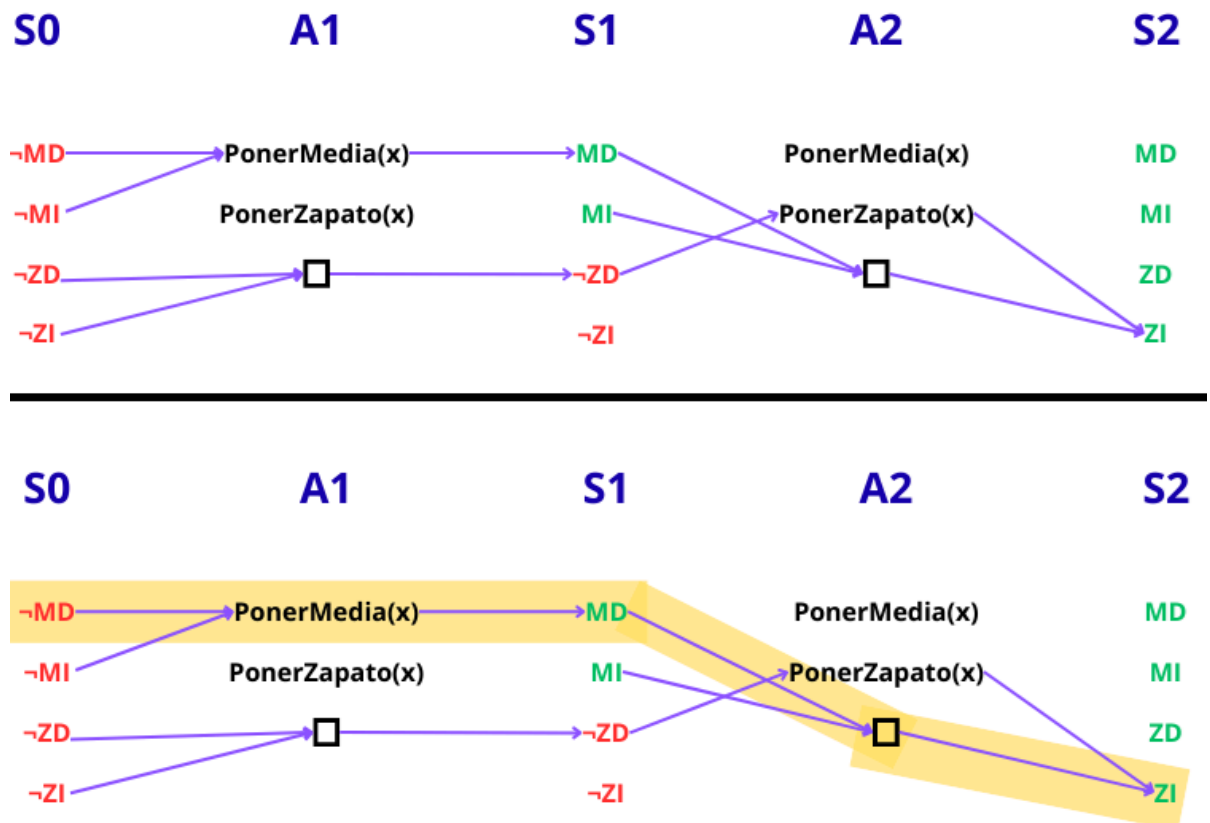 S0 A1 S1 A2 S2
¬MD PonerMedia(x) MD PonerMedia(x) MD
¬MI PonerZapato(x) MI PonerZapato(x) MI
¬ZD ¬ZD ZD
¬ZI ¬ZI ZI
S0 A1 S1 A2 S2
¬MD PonerMedia(x) MD PonerMedia(x) MD
¬MI PonerZapato(x) MI PonerZapato(x) MI
¬ZD ¬ZD ZD
¬ZI ¬ZI ZI